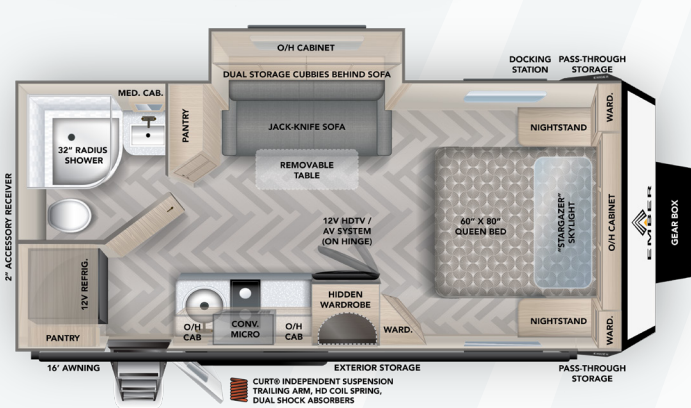 O/H CABINET
DUAL STORAGE CUBBIES BEHIND SOFA
DOCKING
STATION
PASS-THROUGH
STORAGE
MED. CAB.
PANTRY
JACK-KNIFE SOFA
NIGHTSTAND
WARD.
32" RADIUS
SHOWER
REMOVABLE
TABLE
2" ACCESSORY RECEIVER
12V HDTV /
AV SYSTEM
(ON HINGE)
60" X 80"
QUEEN BED
"STARGAZER"
SKYLIGHT
O/H CABINET
EMBER
GEAR BOX
12V REFRIG.
HIDDEN
WARDROBE
O/H
CAB
CONV.
MICRO
O/H
CAB
WARD.
NIGHTSTAND
WARD.
PANTRY
16' AWNING
EXTERIOR STORAGE
PASS-THROUGH
STORAGE
CURT® INDEPENDENT SUSPENSION
TRAILING ARM, HD COIL SPRING,
DUAL SHOCK ABSORBERS